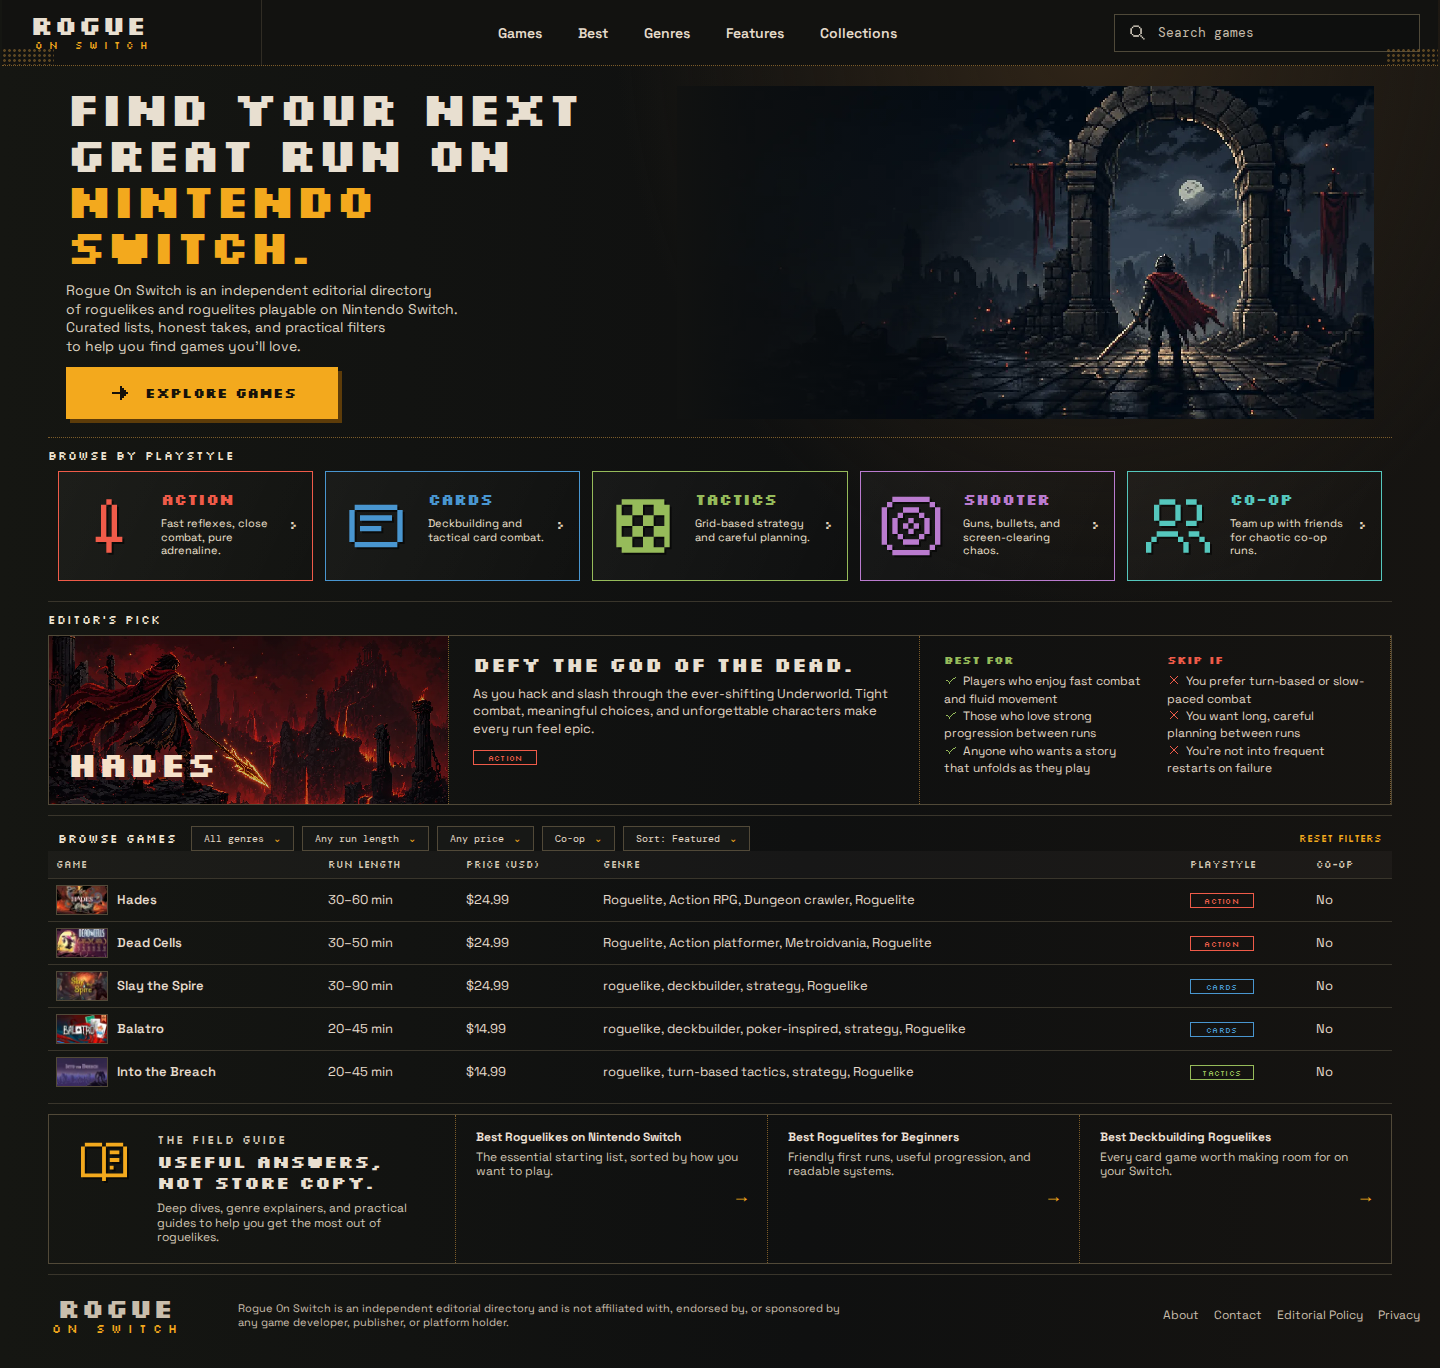 ROGUE
ON SWITCH
Games Best Genres Features Collections
Search games
FIND YOUR NEXT
GREAT RUN ON
NINTENDO
SWITCH.
Rogue On Switch is an independent editorial directory
of roguelikes and roguelites playable on Nintendo Switch.
Curated lists, honest takes, and practical filters
to help you find games you'll love.
EXPLORE GAMES
BROWSE BY PLAYSTYLE
ACTION
Fast reflexes, close
combat, pure
adrenaline.
CARDS
Deckbuilding and
tactical card combat.
TACTICS
Grid-based strategy
and careful planning.
SHOOTER
Guns, bullets, and
screen-clearing
chaos.
CO-OP
Team up with friends
for chaotic co-op
runs.
EDITOR'S PICK
HADES
DEFY THE GOD OF THE DEAD.
As you hack and slash through the ever-shifting Underworld. Tight
combat, meaningful choices, and unforgettable characters make
every run feel epic.
ACTION
BEST FOR
Players who enjoy fast combat
and fluid movement
Those who love strong
progression between runs
Anyone who wants a story
that unfolds as they play
SKIP IF
You prefer turn-based or slow-
paced combat
You want long, careful
planning between runs
You're not into frequent
restarts on failure
BROWSE GAMES All genres Any run length Any price Co-op Sort: Featured RESET FILTERS
GAME RUN LENGTH PRICE (USD) GENRE PLAYSTYLE CO-OP
HADES Hades 30–60 min $24.99 Roguelite, Action RPG, Dungeon crawler, Roguelite ACTION No
DEAD CELLS Dead Cells 30–50 min $24.99 Roguelite, Action platformer, Metroidvania, Roguelite ACTION No
Slay the Spire Slay the Spire 30–90 min $24.99 roguelike, deckbuilder, strategy, Roguelike CARDS No
BALATRO Balatro 20–45 min $14.99 roguelike, deckbuilder, poker-inspired, strategy, Roguelike CARDS No
INTO THE BREACH Into the Breach 20–45 min $14.99 roguelike, turn-based tactics, strategy, Roguelike TACTICS No
THE FIELD GUIDE
USEFUL ANSWERS,
NOT STORE COPY.
Deep dives, genre explainers, and practical
guides to help you get the most out of
roguelikes.
Best Roguelikes on Nintendo Switch
The essential starting list, sorted by how you
want to play.
→
Best Roguelites for Beginners
Friendly first runs, useful progression, and
readable systems.
→
Best Deckbuilding Roguelikes
Every card game worth making room for on
your Switch.
→
ROGUE
ON SWITCH
Rogue On Switch is an independent editorial directory and is not affiliated with, endorsed by, or sponsored by
any game developer, publisher, or platform holder.
About Contact Editorial Policy Privacy